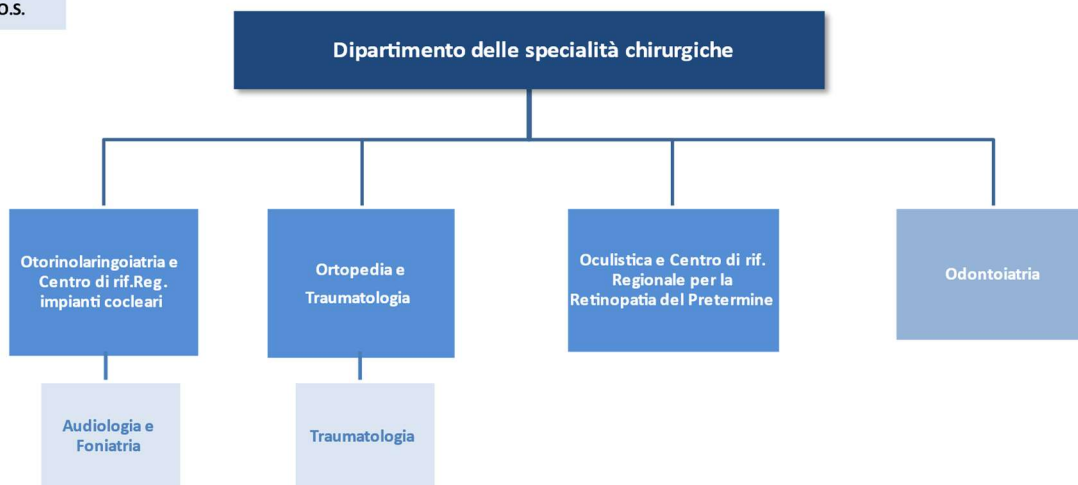 O.S.
Dipartimento delle specialità chirurgiche
Otorinolaringoiatria e
Centro di rif.Reg.
impianti cocleari
Ortopedia e
Traumatologia
Oculistica e Centro di rif.
Regionale per la
Retinopatia del Pretermine
Odontoiatria
Audiologia e
Foniatria
Traumatologia